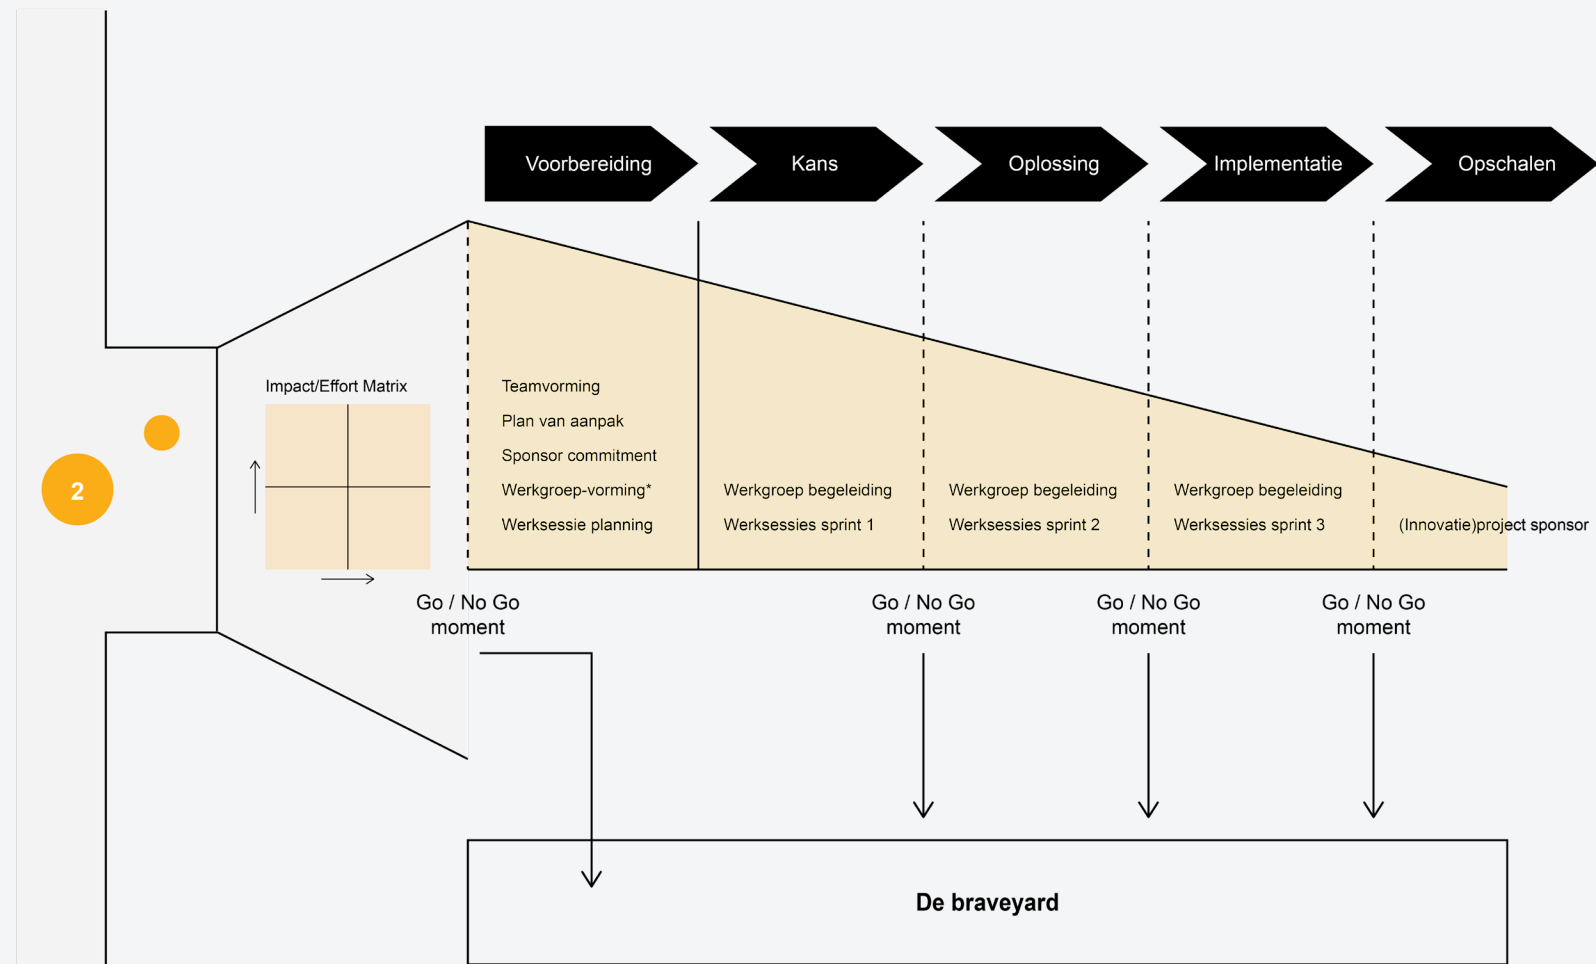 Voorbereiding
Kans
Oplossing
Implementatie
Opschalen
Impact/Effort Matrix
2
Teamvorming
Plan van aanpak
Sponsor commitment
Werkgroep-vorming*
Werksessie planning
Werkgroep begeleiding
Werksessies sprint 1
Werkgroep begeleiding
Werksessies sprint 2
Werkgroep begeleiding
Werksessies sprint 3
(Innovatie)project sponsor
Go / No Go
moment
Go / No Go
moment
Go / No Go
moment
Go / No Go
moment
De braveyard